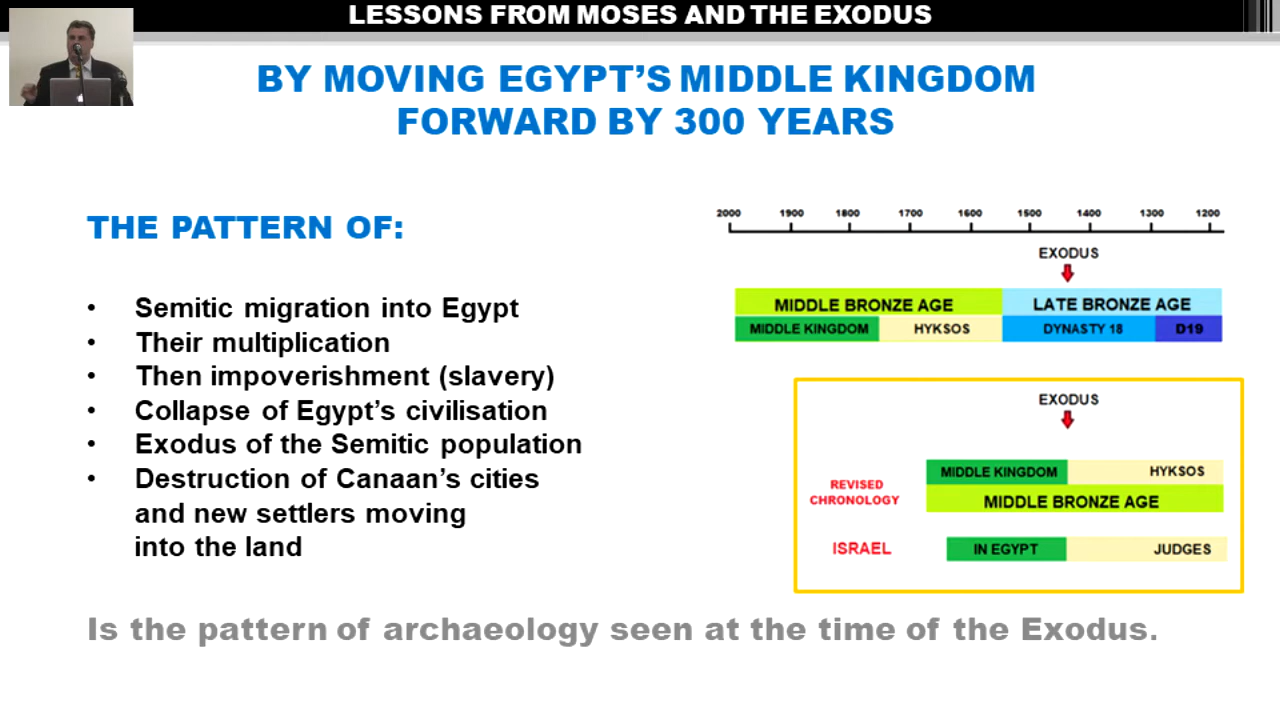 LESSONS FROM MOSES AND THE EXODUS
BY MOVING EGYPT'S MIDDLE KINGDOM
FORWARD BY 300 YEARS
THE PATTERN OF:
• Semitic migration into Egypt
• Their multiplication
• Then impoverishment (slavery)
• Collapse of Egypt's civilisation
• Exodus of the Semitic population
• Destruction of Canaan's cities
and new settlers moving
into the land
2000 1900 1800 1700 1600 1500 1400 1300 1200
EXODUS
MIDDLE BRONZE AGE LATE BRONZE AGE
MIDDLE KINGDOM HYKSOS DYNASTY 18 D19
EXODUS
MIDDLE KINGDOM HYKSOS
REVISED
CHRONOLOGY
MIDDLE BRONZE AGE
ISRAEL IN EGYPT JUDGES
Is the pattern of archaeology seen at the time of the Exodus.